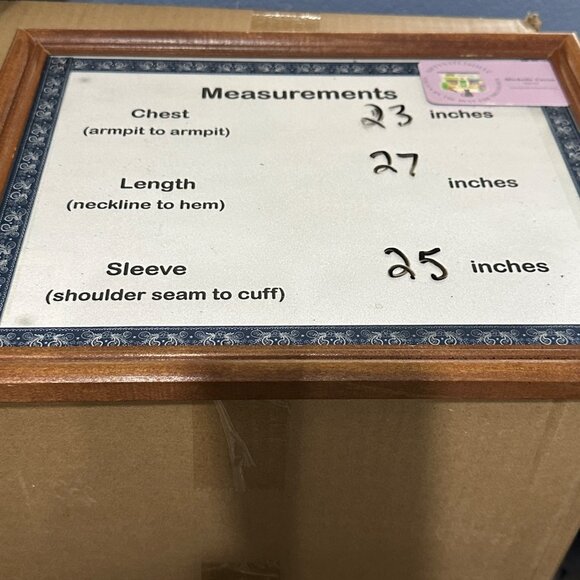 Measurements
Chest 23 inches
(armpit to armpit)
27
Length inches
(neckline to hem)
Sleeve 25 inches
(shoulder seam to cuff)